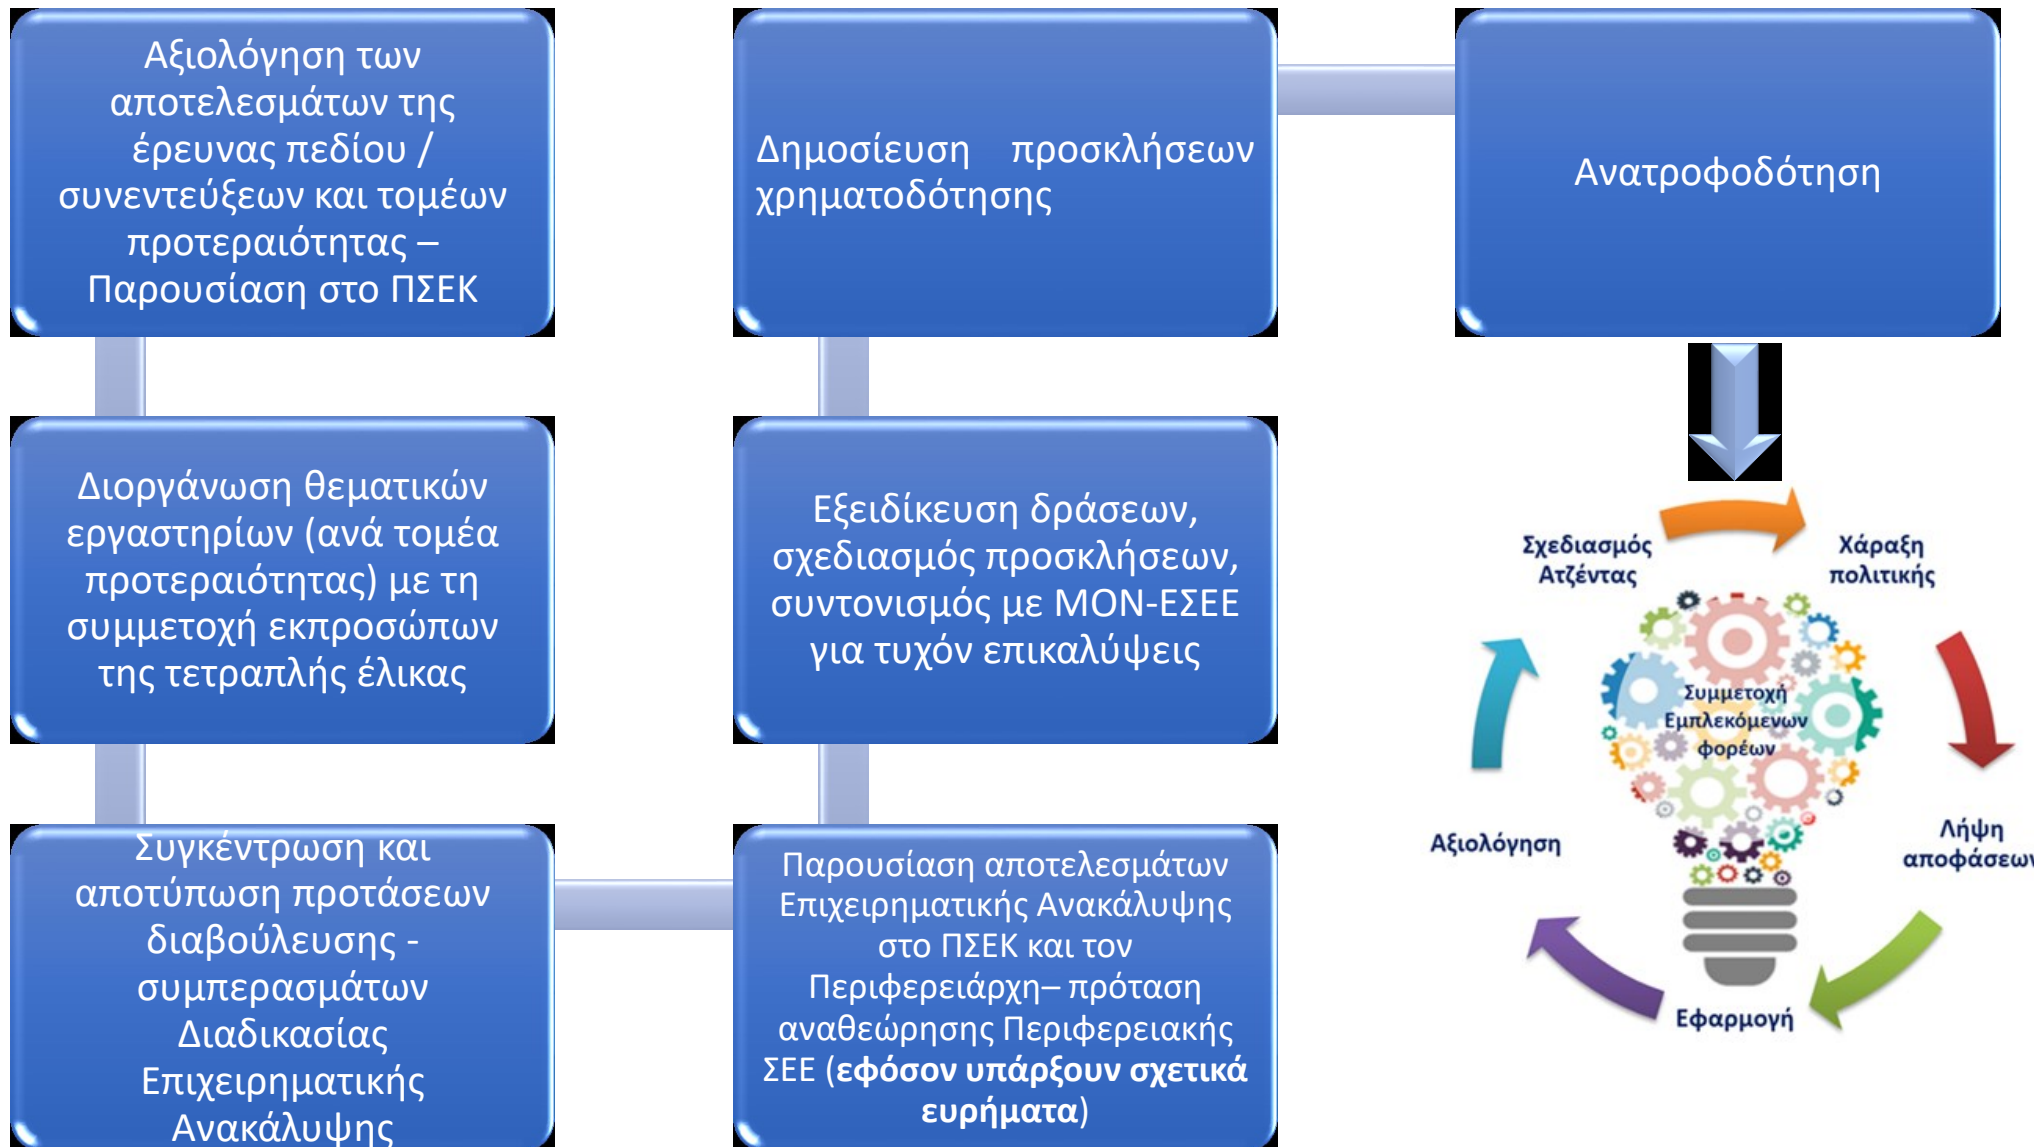 Αξιολόγηση των
αποτελεσμάτων της
έρευνας πεδίου /
συνεντεύξεων και τομέων
προτεραιότητας –
Παρουσίαση στο ΠΣΕΚ
Διοργάνωση θεματικών
εργαστηρίων (ανά τομέα
προτεραιότητας) με τη
συμμετοχή εκπροσώπων
της τετραπλής έλικας
Συγκέντρωση και
αποτύπωση προτάσεων
διαβούλευσης -
συμπερασμάτων
Διαδικασίας
Επιχειρηματικής
Ανακάλυψης
Παρουσίαση αποτελεσμάτων
Επιχειρηματικής Ανακάλυψης
στο ΠΣΕΚ και τον
Περιφερειάρχη– πρόταση
αναθεώρησης Περιφερειακής
ΣΕΕ (εφόσον υπάρξουν σχετικά
ευρήματα)
Εξειδίκευση δράσεων,
σχεδιασμός προσκλήσεων,
συντονισμός με ΜΟΝ-ΕΣΕΕ
για τυχόν επικαλύψεις
Δημοσίευση προσκλήσεων
χρηματοδότησης
Ανατροφοδότηση
Σχεδιασμός
Ατζέντας
Χάραξη
πολιτικής
Λήψη
αποφάσεων
Εφαρμογή
Αξιολόγηση
Συμμετοχή
Εμπλεκόμενων
φορέων